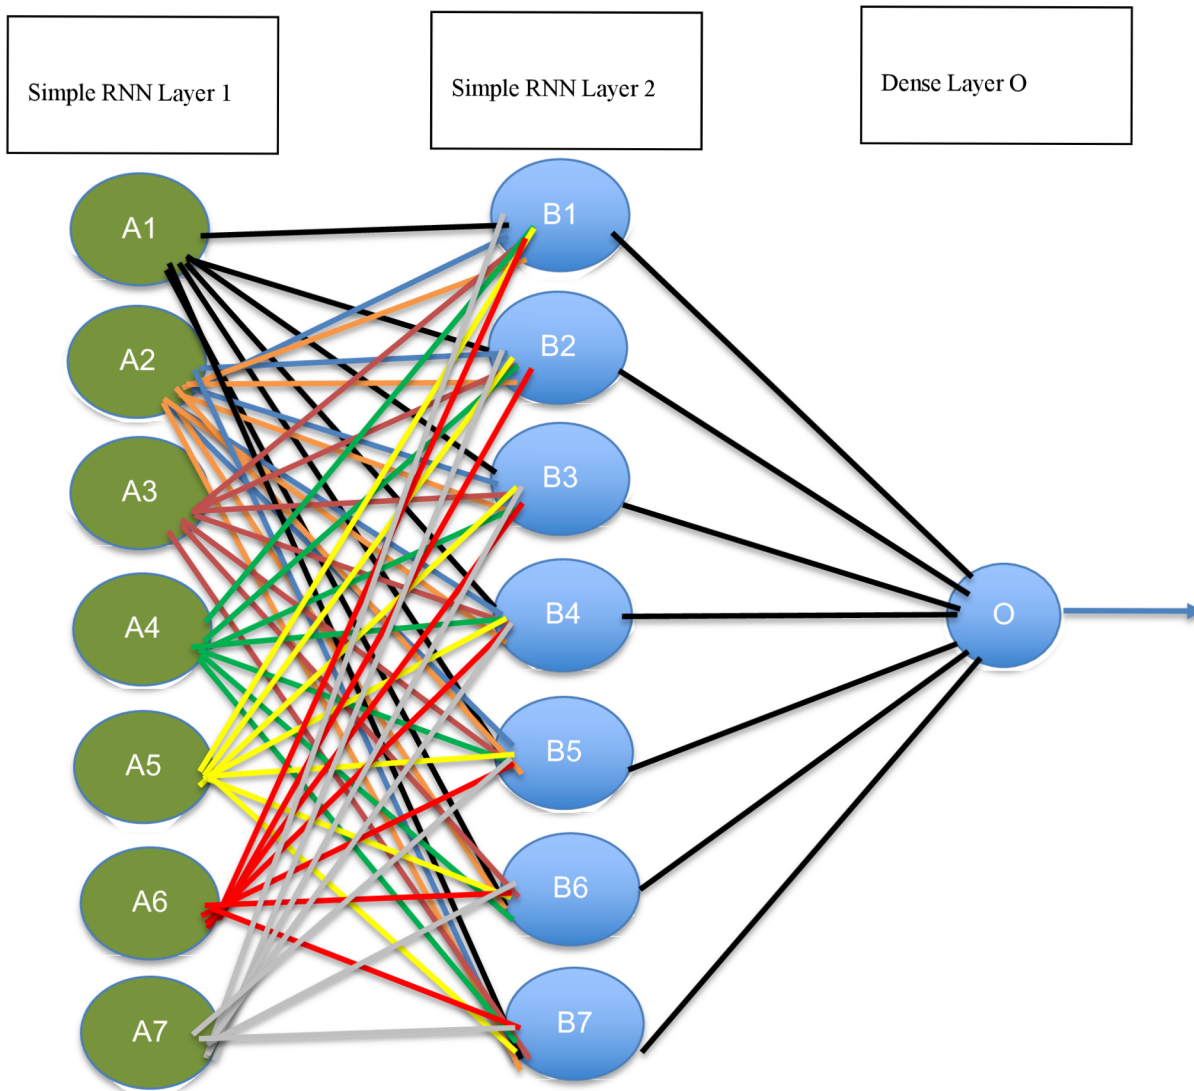 Simple RNN Layer 1
Simple RNN Layer 2
Dense Layer O
A1
B1
A2
B2
A3
B3
A4
B4
O
A5
B5
A6
B6
A7
B7